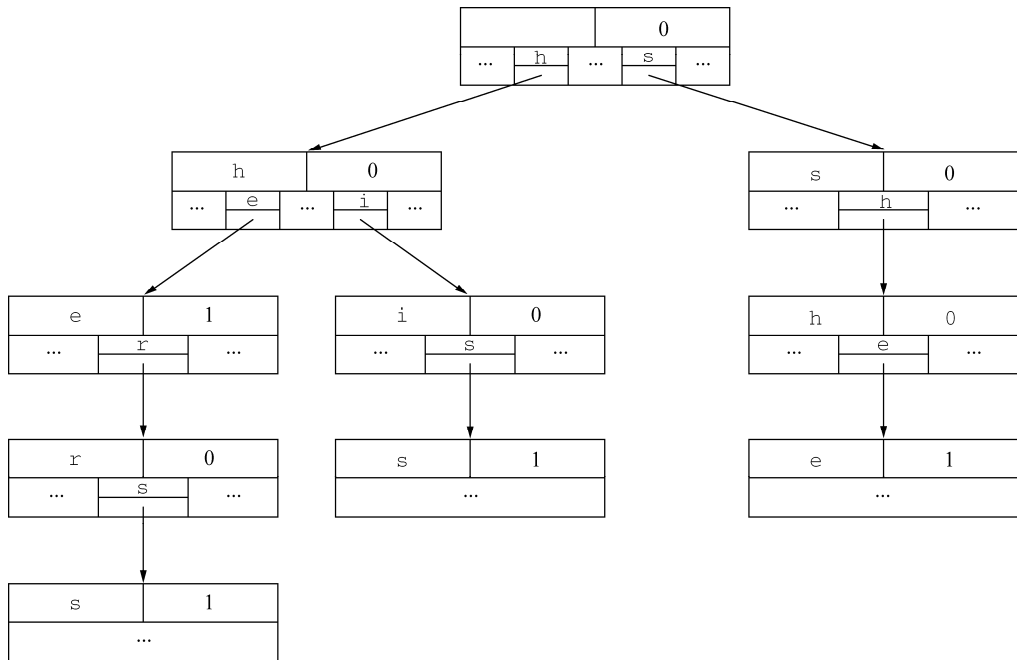 0
... h ... s ...
h 0 s 0
... e ... i ... ... h ...
e 1 i 0 h 0
... r ... ... s ... ... e ...
r 0 s 1 e 1
... s ... ... ...
s 1
...